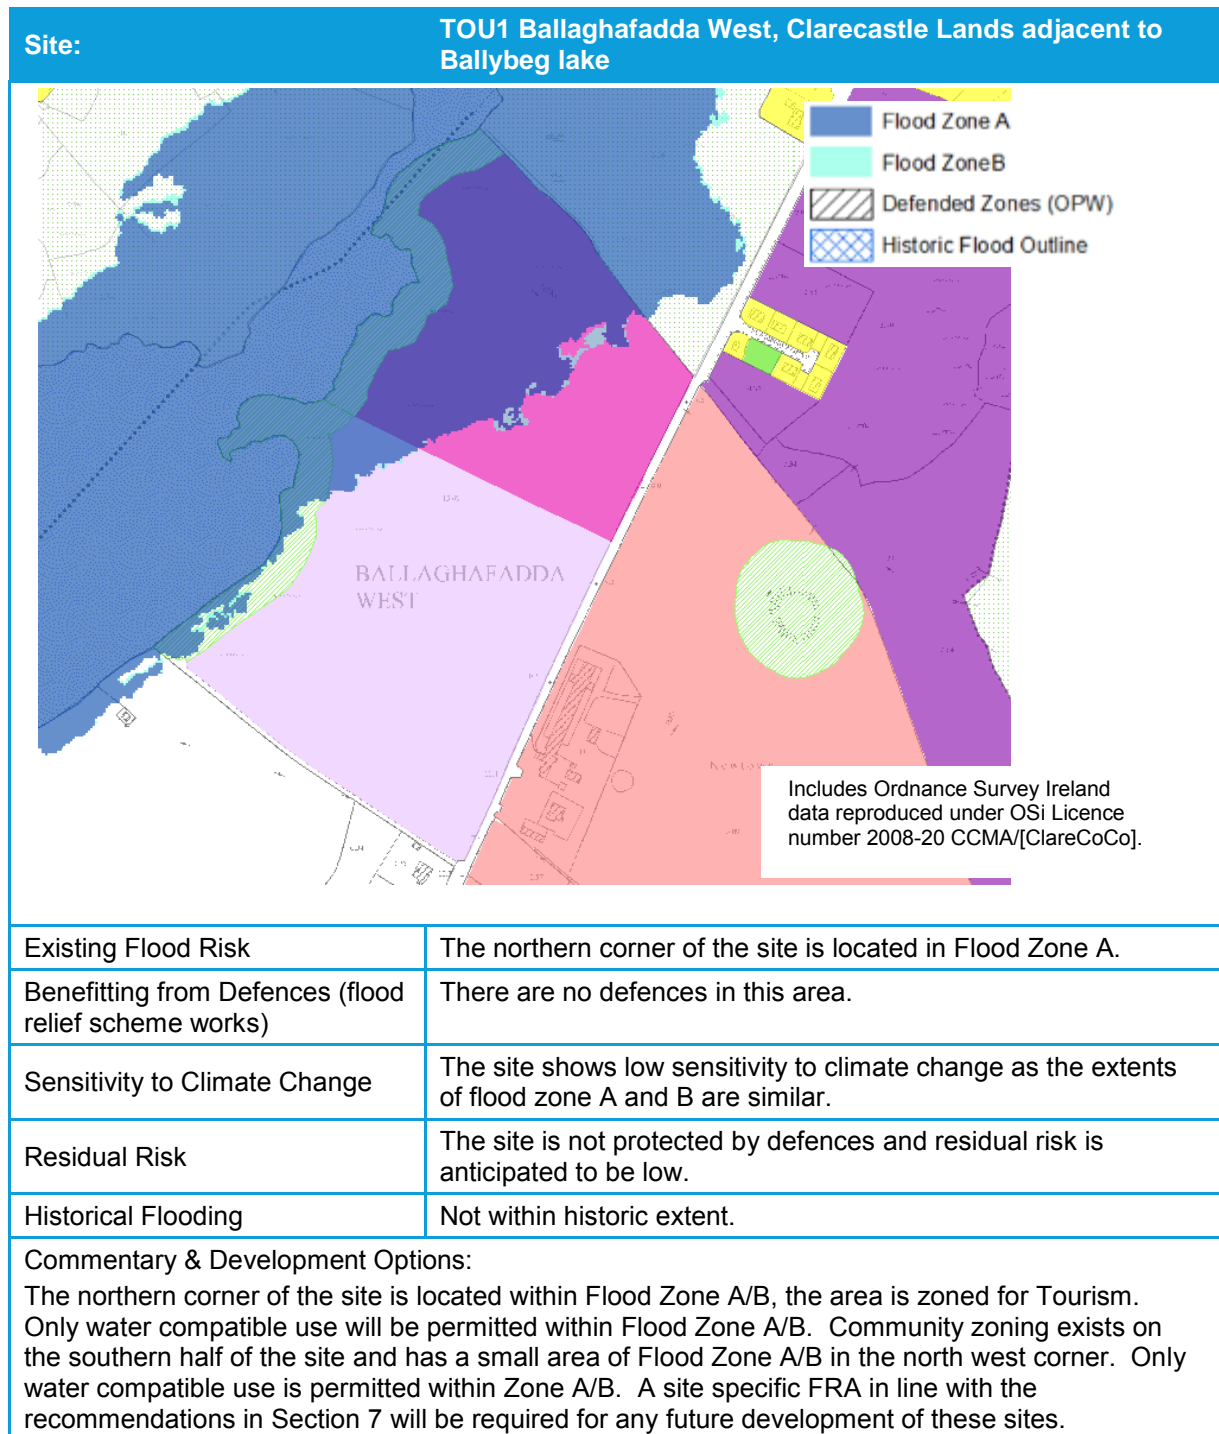 Site:
TOU1 Ballaghafadda West, Clarecastle Lands adjacent to
Ballybeg lake
Flood Zone A
Flood ZoneB
Defended Zones (OPW)
Historic Flood Outline
BALLAGHAFADDA
WEST
Includes Ordnance Survey Ireland
data reproduced under OSi Licence
number 2008-20 CCMA/[ClareCoCo].
Existing Flood Risk
The northern corner of the site is located in Flood Zone A.
Benefitting from Defences (flood
relief scheme works)
There are no defences in this area.
Sensitivity to Climate Change
The site shows low sensitivity to climate change as the extents
of flood zone A and B are similar.
Residual Risk
The site is not protected by defences and residual risk is
anticipated to be low.
Historical Flooding
Not within historic extent.
Commentary & Development Options:
The northern corner of the site is located within Flood Zone A/B, the area is zoned for Tourism.
Only water compatible use will be permitted within Flood Zone A/B.  Community zoning exists on
the southern half of the site and has a small area of Flood Zone A/B in the north west corner.  Only
water compatible use is permitted within Zone A/B.  A site specific FRA in line with the
recommendations in Section 7 will be required for any future development of these sites.